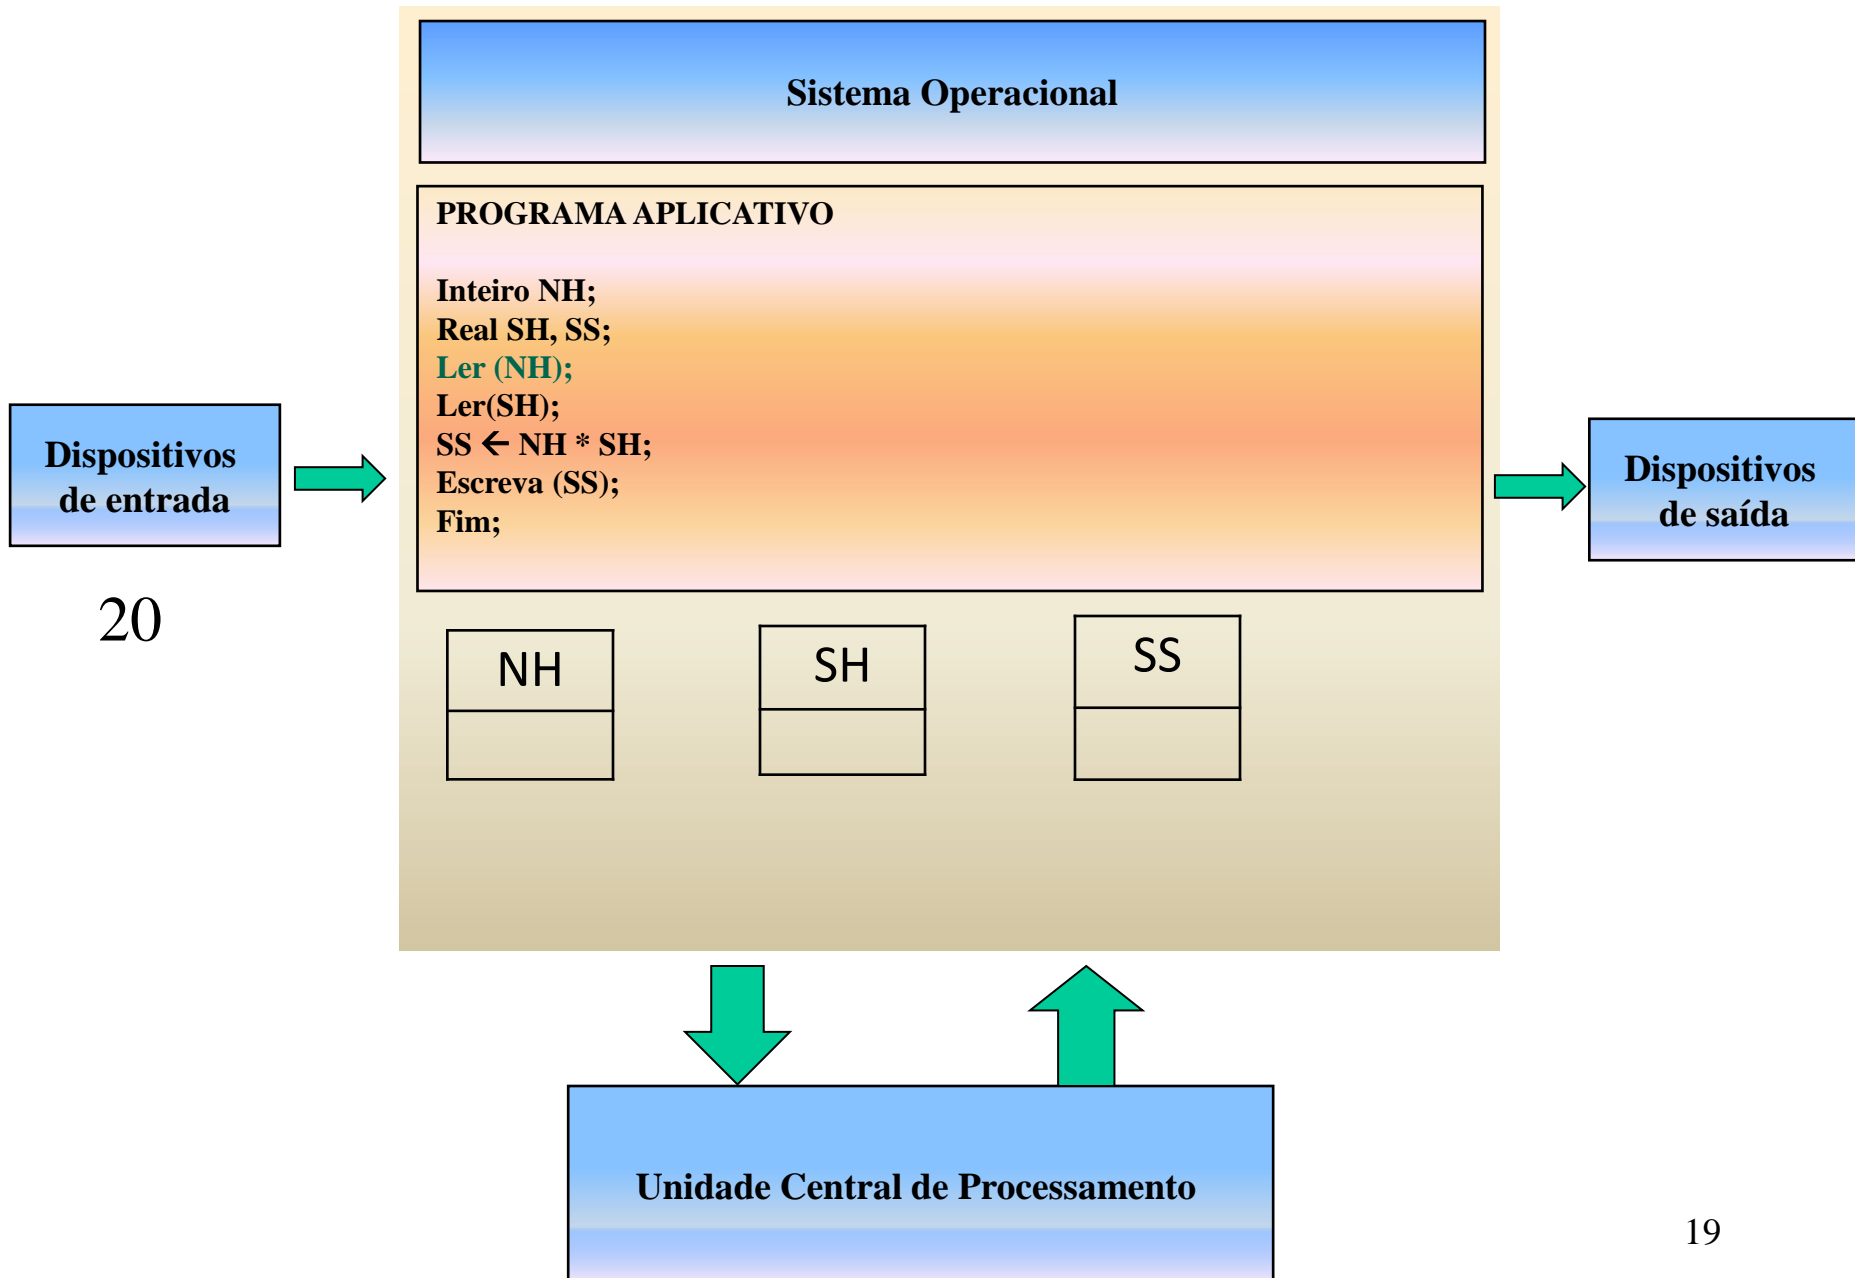 Sistema Operacional
PROGRAMA APLICATIVO
Inteiro NH;
Real SH, SS;
Ler (NH);
Ler(SH);
SS ← NH * SH;
Escreva (SS);
Fim;
Dispositivos
de entrada
20
Dispositivos
de saída
NH
SH
SS
Unidade Central de Processamento
19